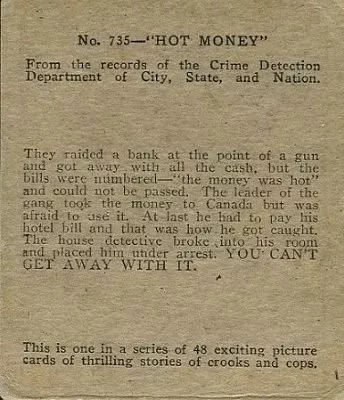 No. 735—"HOT MONEY"
From the records of the Crime Detection
Department of City, State, and Nation.
They raided a bank at the point of a gun
and got away with all the cash, but the
bills were numbered—"the money was hot"
and could not be passed. The leader of the
gang took the money to Canada but was
afraid to use it. At last he had to pay his
hotel bill and that was how he got caught.
The house detective broke into his room
and placed him under arrest. YOU CAN'T
GET AWAY WITH IT.
This is one in a series of 48 exciting picture
cards of thrilling stories of crooks and cops.